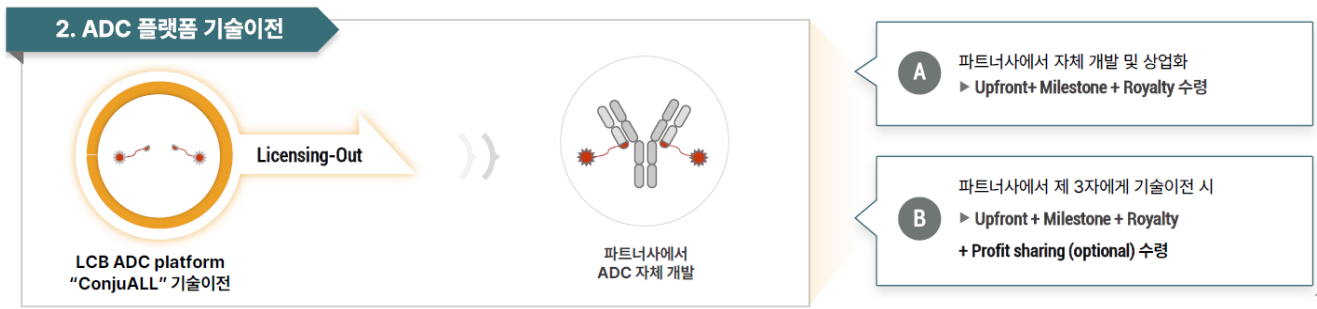 2. ADC 플랫폼 기술이전
Licensing-Out
LCB ADC platform
“ConjuALL” 기술이전
파트너사에서
ADC 자체 개발
A
파트너사에서 자체 개발 및 상업화
▶ Upfront+ Milestone + Royalty 수령
B
파트너사에서 제 3자에게 기술이전 시
▶ Upfront + Milestone + Royalty
+ Profit sharing (optional) 수령